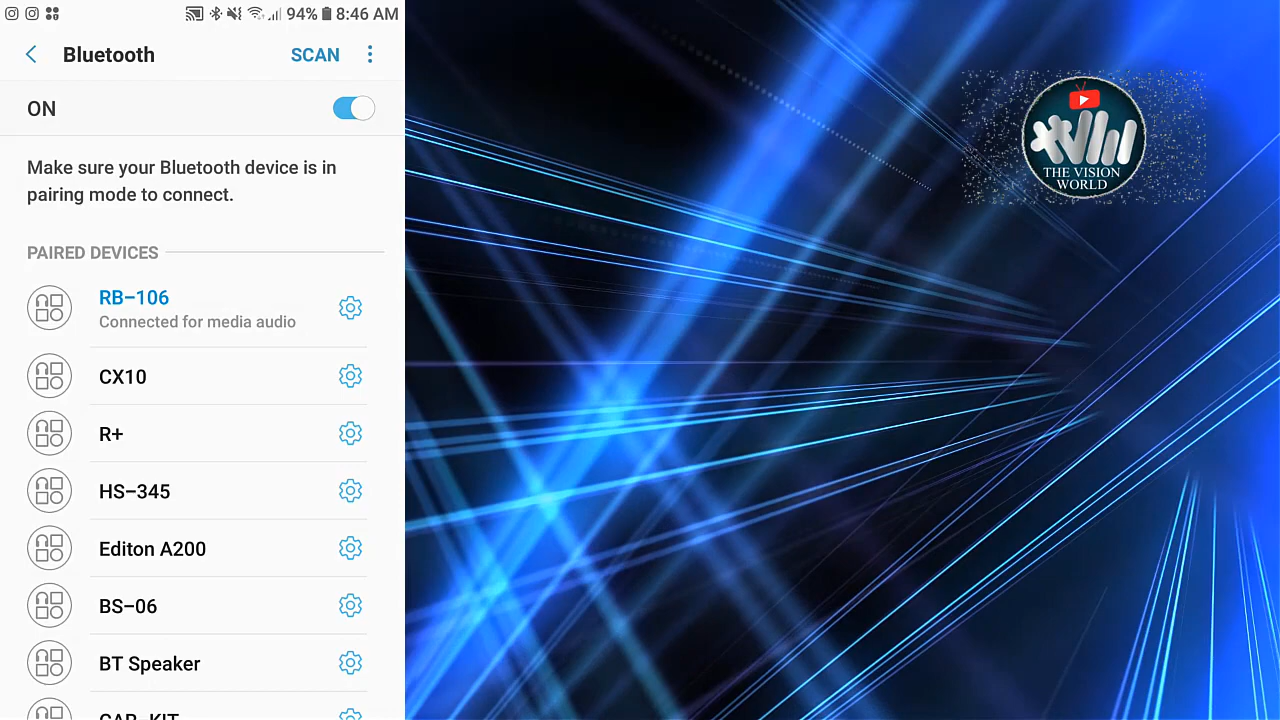 94% 8:46 AM
Bluetooth SCAN
ON
Make sure your Bluetooth device is in
pairing mode to connect.
PAIRED DEVICES
RB-106
Connected for media audio
CX10
R+
HS-345
Editon A200
BS-06
BT Speaker
CAR-KIT
THE VISION
WORLD